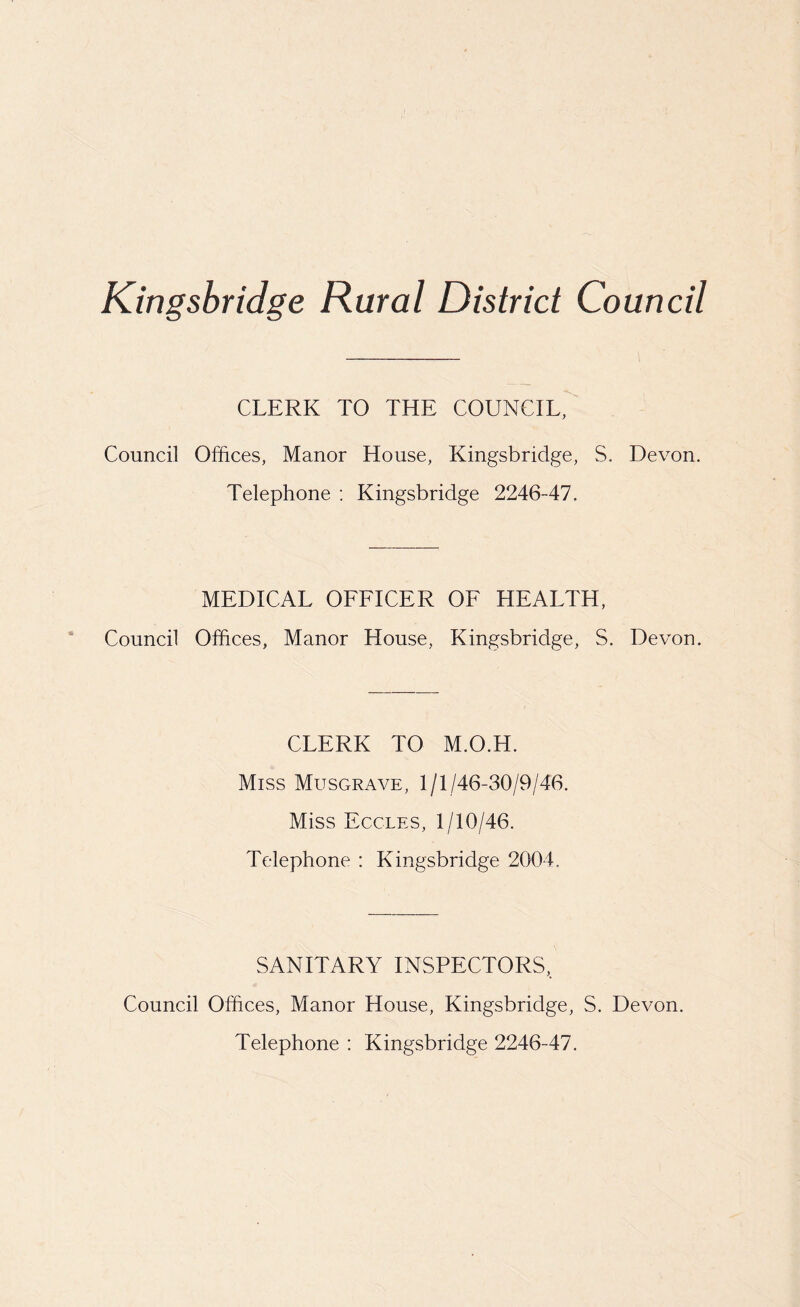 Kingsbridge Rural District Council
CLERK TO THE COUNCIL,
Council Offices, Manor House, Kingsbridge, S. Devon.
Telephone : Kingsbridge 2246-47.
MEDICAL OFFICER OF HEALTH,
Council Offices, Manor House, Kingsbridge, S. Devon.
CLERK TO M.O.H.
Miss Musgrave, 1/1/46-30/9/46.
Miss Eccles, 1/10/46.
Telephone : Kingsbridge 2004.
SANITARY INSPECTORS,
Council Offices, Manor House, Kingsbridge, S. Devon.
Telephone : Kingsbridge 2246-47.